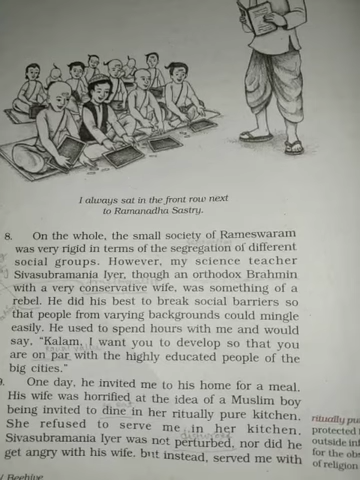 I always sat in the front row next
to Ramanadha Sastry.
8. On the whole, the small society of Rameswaram
was very rigid in terms of the segregation of different
social groups. However, my science teacher
Sivasubramania Iyer, though an orthodox Brahmin
with a very conservative wife, was something of a
rebel. He did his best to break social barriers so
that people from varying backgrounds could mingle
easily. He used to spend hours with me and would
say, “Kalam, I want you to develop so that you
are on par with the highly educated people of the
big cities.”
9. One day, he invited me to his home for a meal.
His wife was horrified at the idea of a Muslim boy
being invited to dine in her ritually pure kitchen.
She refused to serve me in her kitchen.
Sivasubramania Iyer was not perturbed, nor did he
get angry with his wife, but instead, served me with
ritually pu
protected
outside in
for the obs
of religion
/ Beehive